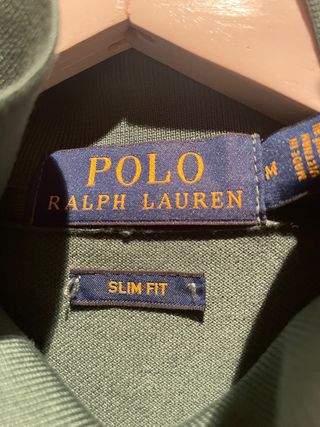 POLO
RALPH LAUREN
M
SLIM FIT